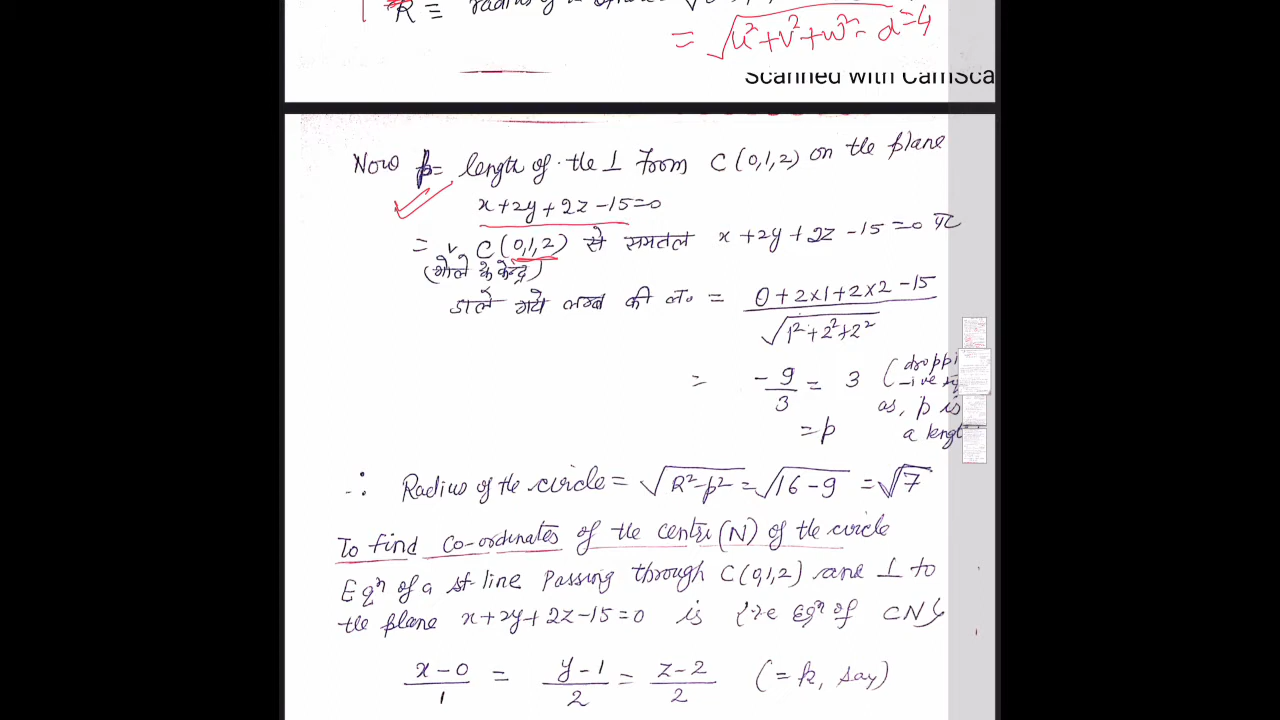 R ≡
= √u²+v²+w²-d = 4
Scanned with CamSca
Now p = length of the ⊥ from C (0,1,2) on the plane
x+2y+2z-15=0
= C (0,1,2) से समतल x+2y+2z-15=0 पर
(गोले के केन्द्र)
डाले गये लम्ब की ल० = 0+2×1+2×2-15 / √1²+2²+2²
= -9/3 = 3 (droppi
-ive
as, p is
= p a lengt
∴ Radius of the circle = √R²-p² = √16-9 = √7
To find co-ordinates of the centre (N) of the circle
Eqn of a st-line passing through C (0,1,2) and ⊥ to
the plane x+2y+2z-15=0 is {i.e Eqn of CN}
x-0/1 = y-1/2 = z-2/2 (= k, say)